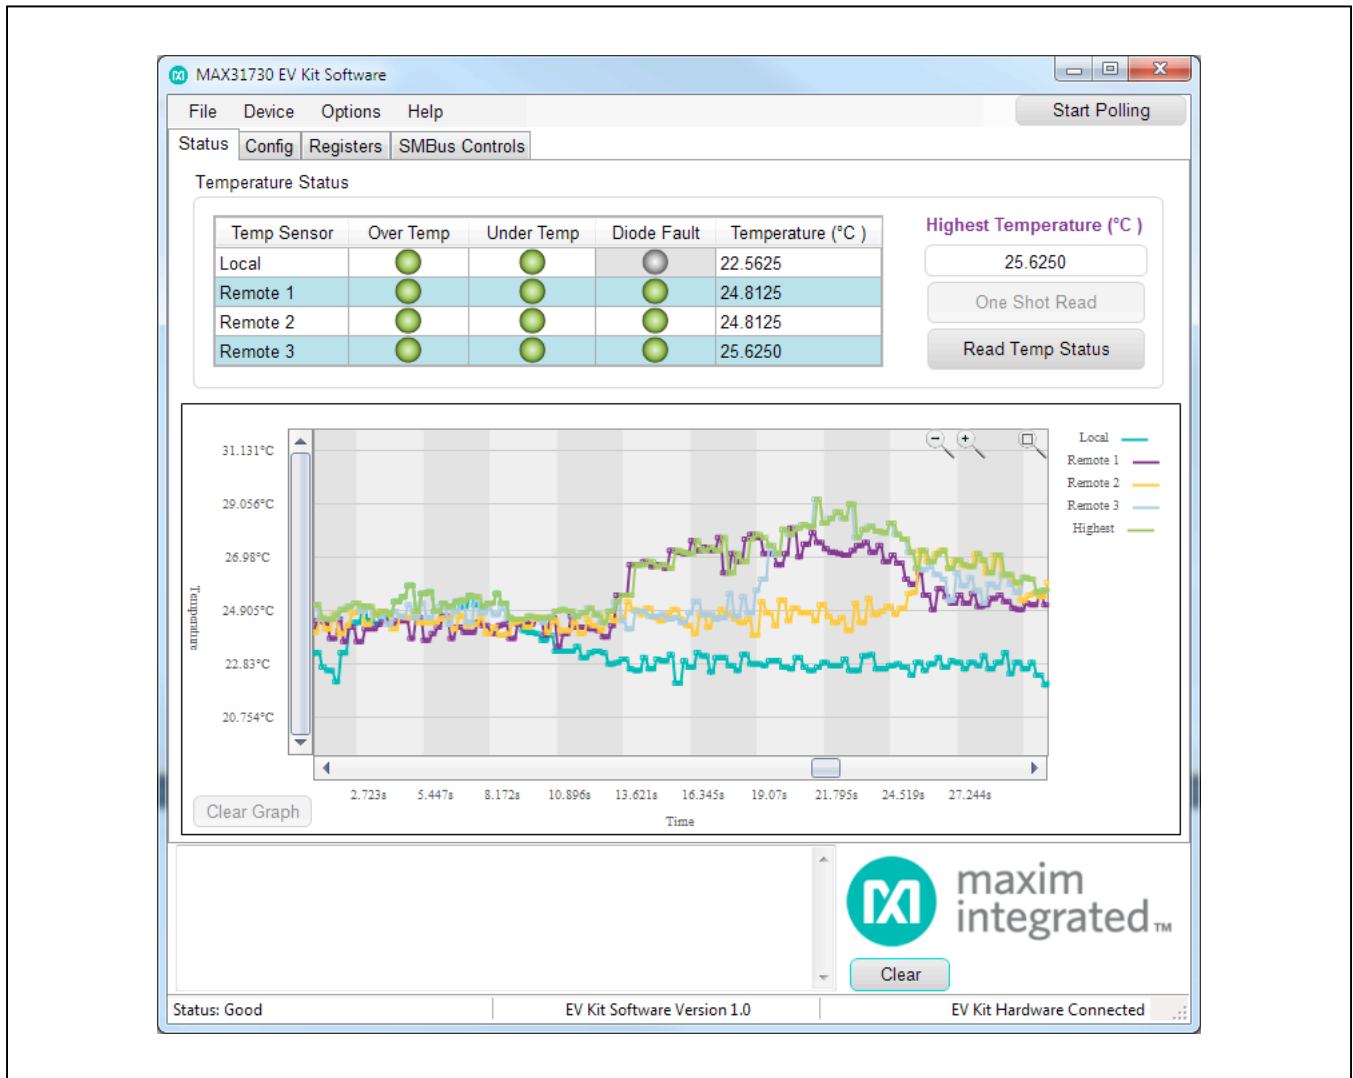 MAX31730 EV Kit Software
File Device Options Help Start Polling
Status Config Registers SMBus Controls
Temperature Status
Temp Sensor Over Temp Under Temp Diode Fault Temperature (°C )
Local 22.5625
Remote 1 24.8125
Remote 2 24.8125
Remote 3 25.6250
Highest Temperature (°C )
25.6250
One Shot Read
Read Temp Status
31.131°C
29.056°C
26.98°C
24.905°C
22.83°C
20.754°C
Temperature
Local
Remote 1
Remote 2
Remote 3
Highest
2.723s 5.447s 8.172s 10.896s 13.621s 16.345s 19.07s 21.795s 24.519s 27.244s
Time
Clear Graph
maxim
integrated™
Clear
Status: Good EV Kit Software Version 1.0 EV Kit Hardware Connected